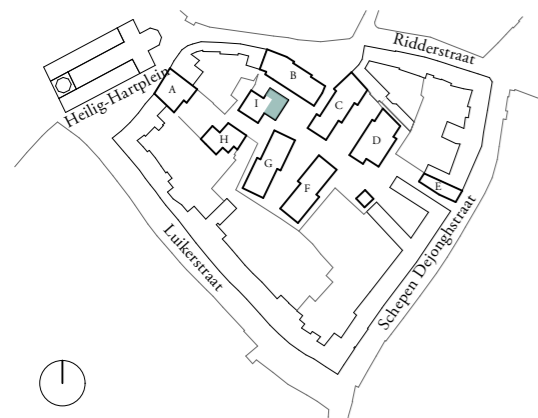 Ridderstraat
Heilig-Hartplein
A
B
I
C
H
D
G
F
E
Luikerstraat
Schepen Dejonghstraat